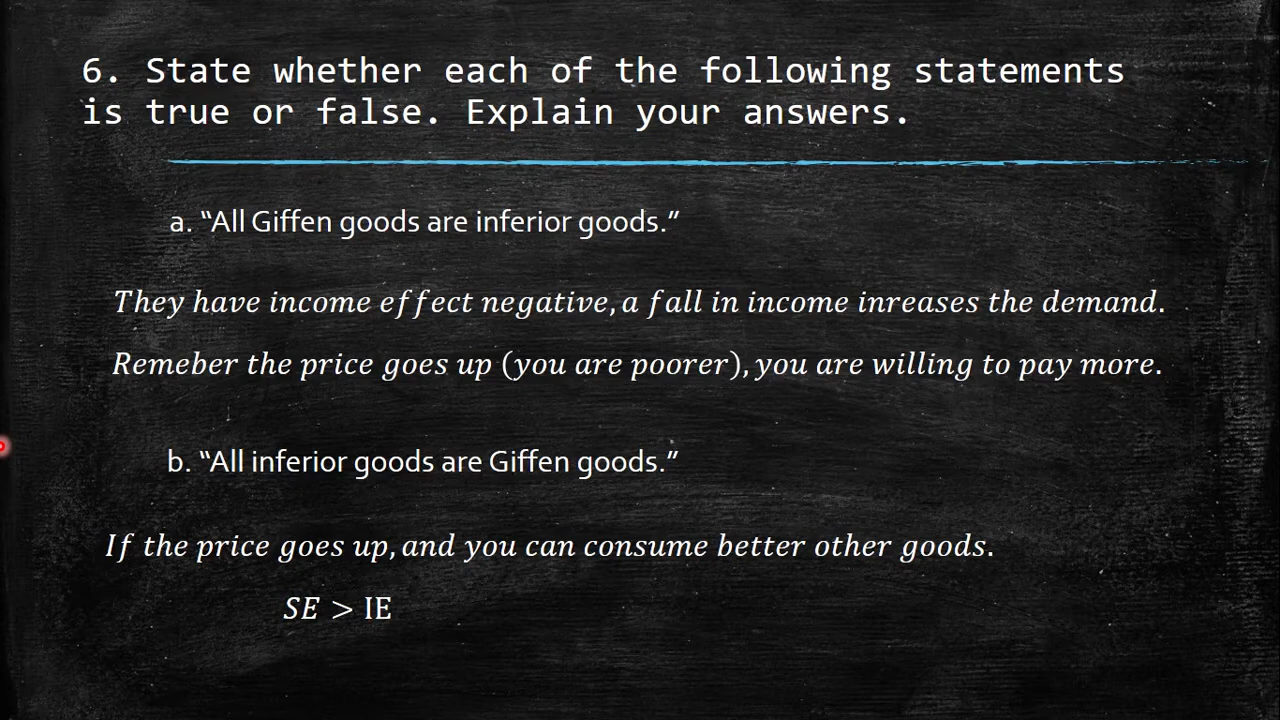 6. State whether each of the following statements
is true or false. Explain your answers.
a. “All Giffen goods are inferior goods.”
They have income effect negative, a fall in income inreases the demand.
Remeber the price goes up (you are poorer), you are willing to pay more.
b. “All inferior goods are Giffen goods.”
If the price goes up, and you can consume better other goods.
SE > IE